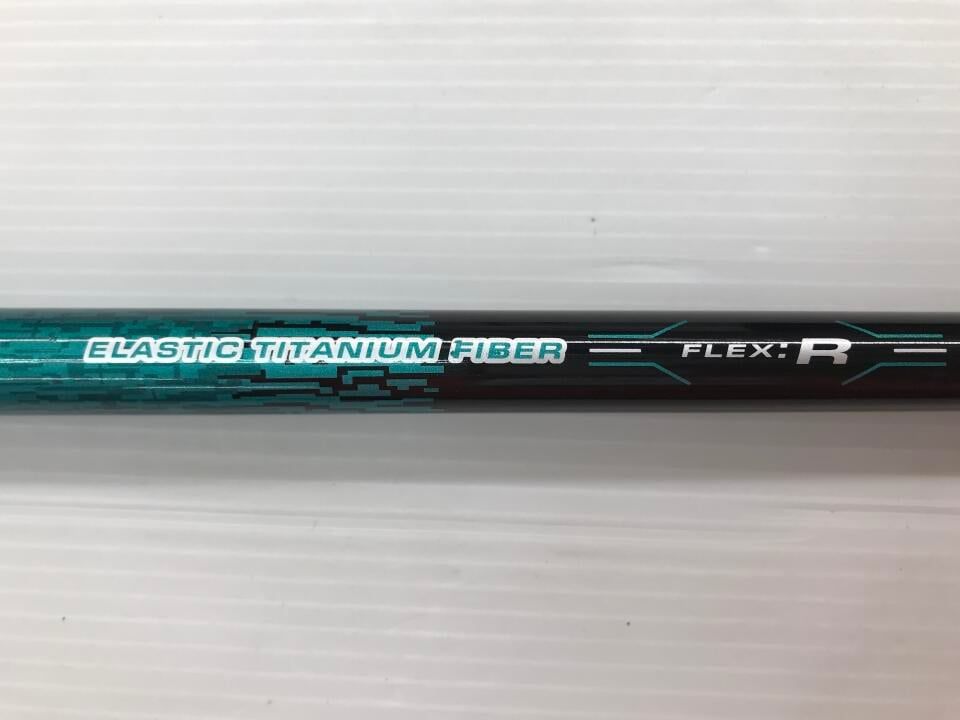 ELASTIC TITANIUM FIBER FLEX: R